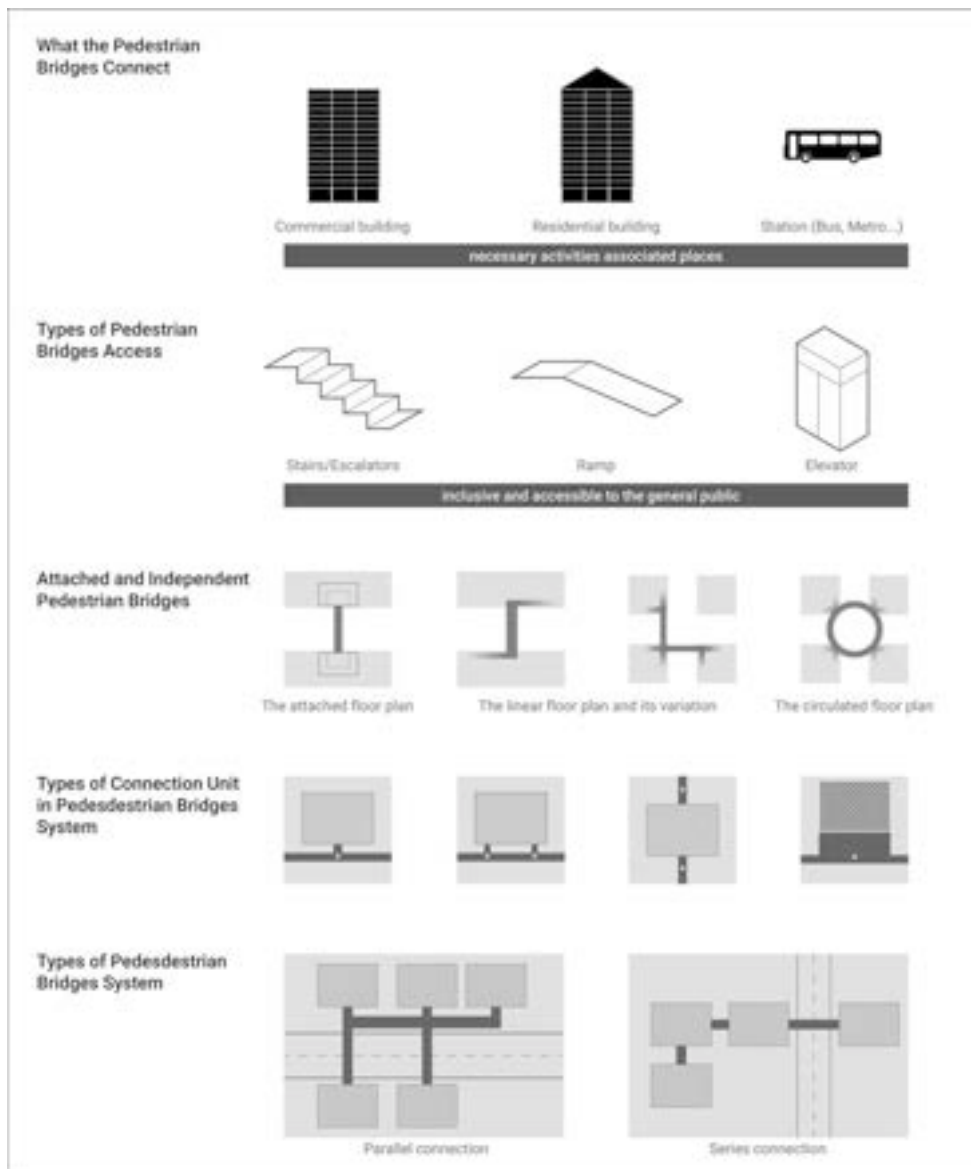 What the Pedestrian
Bridges Connect
Commercial building
Residential building
Station (Bus, Metro...)
necessary activities associated places
Types of Pedestrian
Bridges Access
Stairs/Escalators
Ramp
Elevator
inclusive and accessible to the general public
Attached and Independent
Pedestrian Bridges
The attached floor plan
The linear floor plan and its variation
The circulated floor plan
Types of Connection Unit
in Pedesdestrian Bridges
System
Types of Pedesdestrian
Bridges System
Parallel connection
Series connection